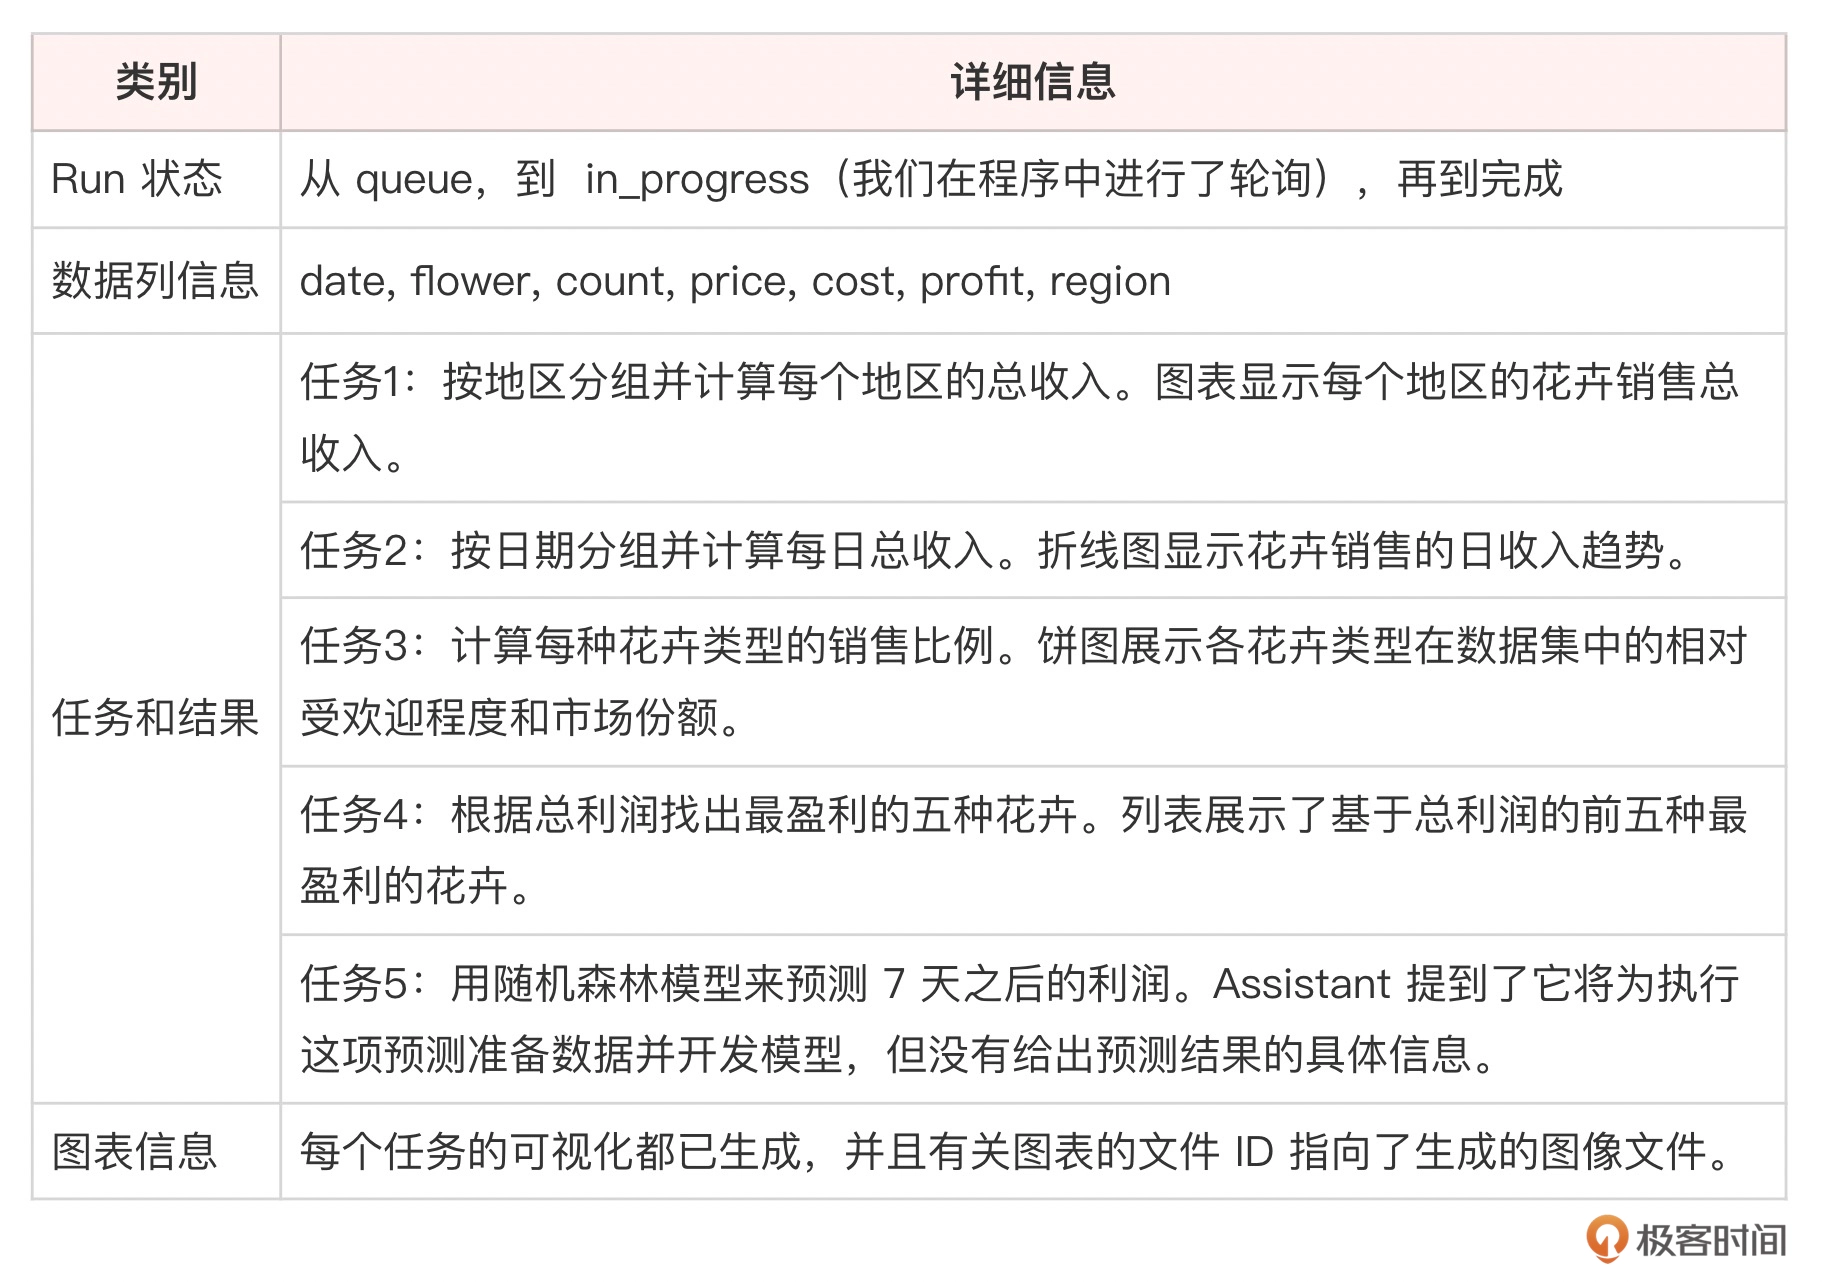 类别
详细信息
Run 状态
从 queue，到 in_progress（我们在程序中进行了轮询），再到完成
数据列信息
date, flower, count, price, cost, profit, region
任务和结果
任务1：按地区分组并计算每个地区的总收入。图表显示每个地区的花卉销售总
收入。
任务2：按日期分组并计算每日总收入。折线图显示花卉销售的日收入趋势。
任务3：计算每种花卉类型的销售比例。饼图展示各花卉类型在数据集中的相对
受欢迎程度和市场份额。
任务4：根据总利润找出最盈利的五种花卉。列表展示了基于总利润的前五种最
盈利的花卉。
任务5：用随机森林模型来预测 7 天之后的利润。Assistant 提到了它将为执行
这项预测准备数据并开发模型，但没有给出预测结果的具体信息。
图表信息
每个任务的可视化都已生成，并且有关图表的文件 ID 指向了生成的图像文件。
极客时间